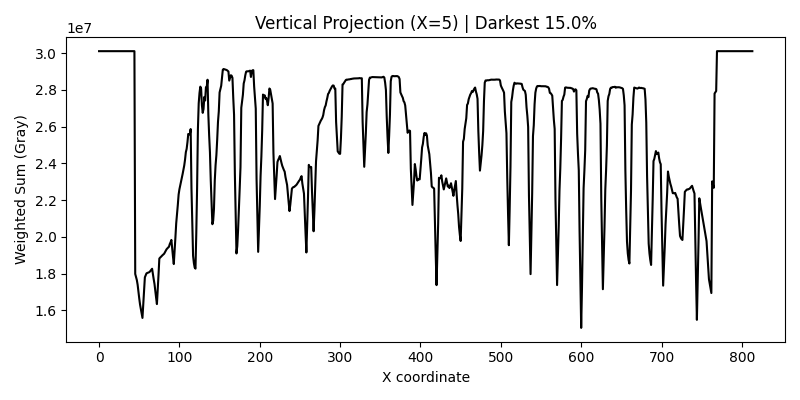 Vertical Projection (X=5) | Darkest 15.0%
1e7
3.0
2.8
2.6
2.4
2.2
2.0
1.8
1.6
Weighted Sum (Gray)
0 100 200 300 400 500 600 700 800
X coordinate